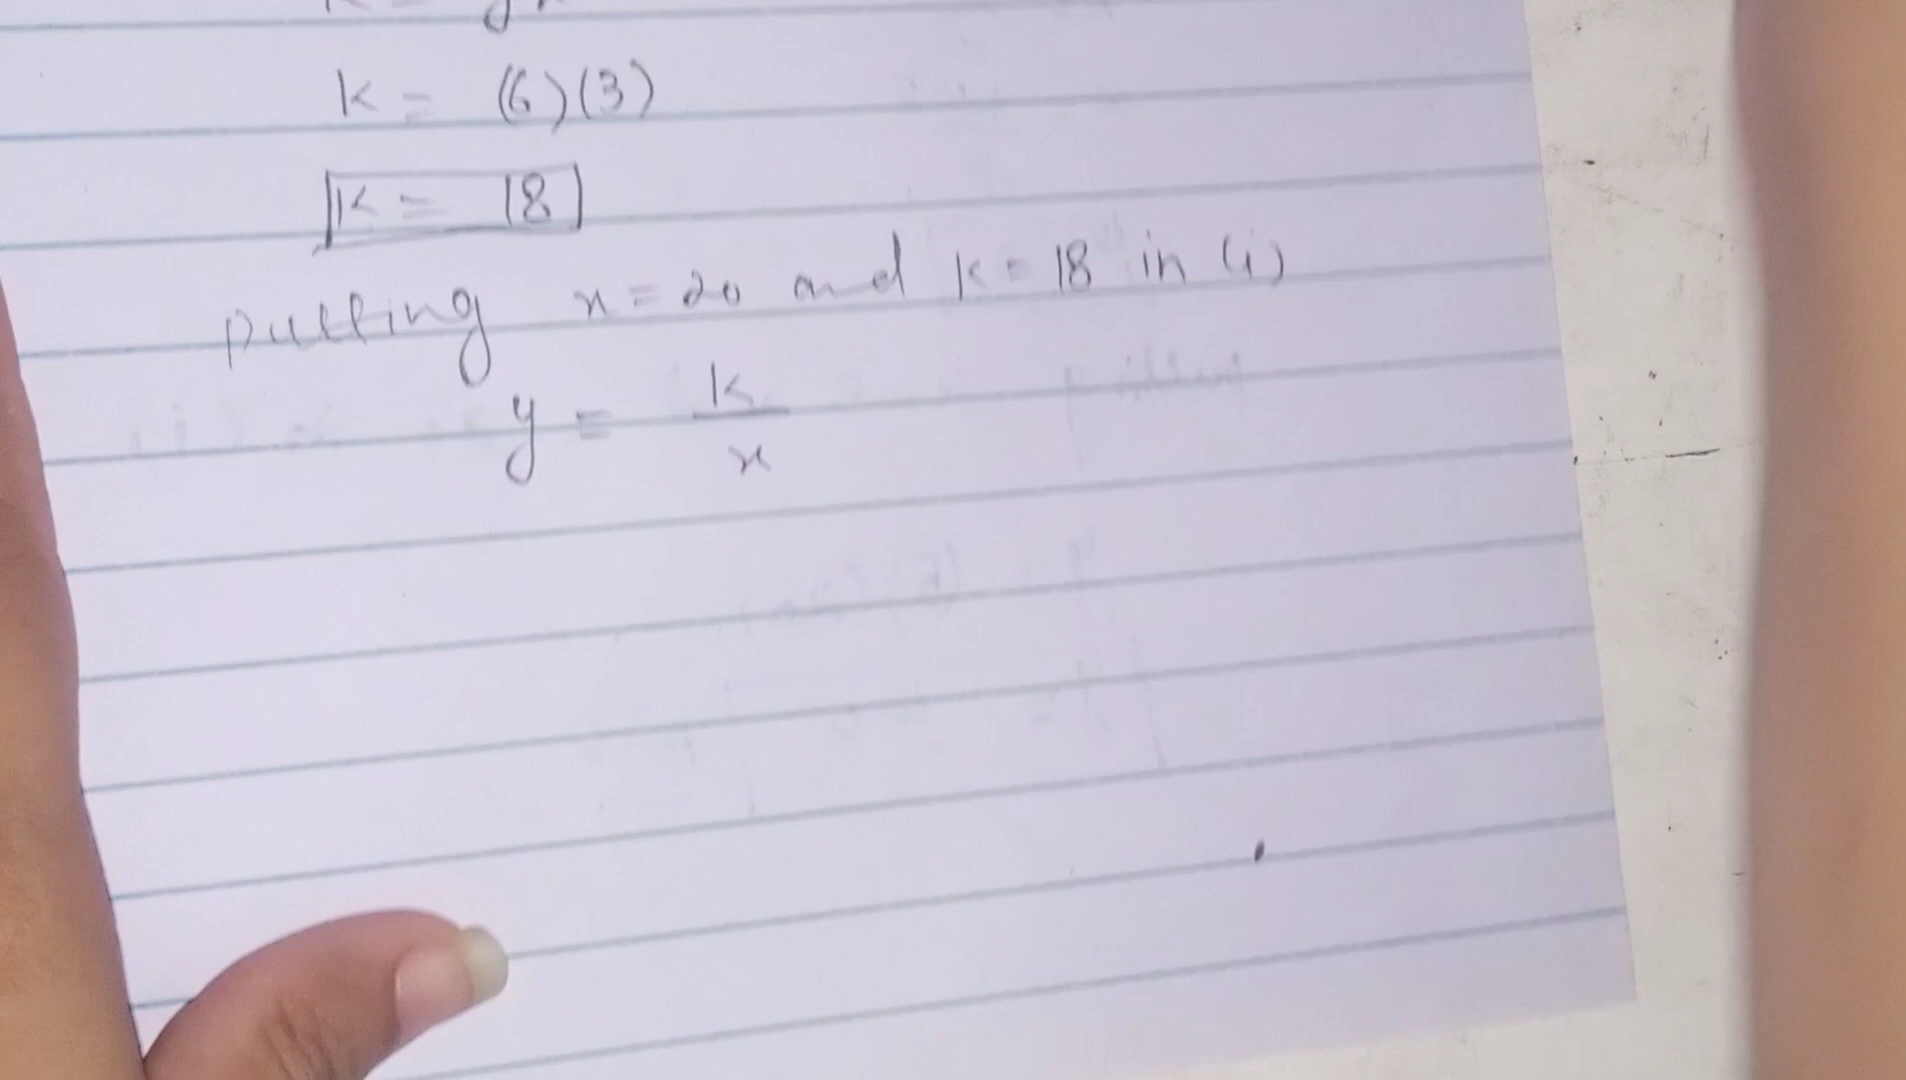 k = (6)(3)
k = 18
putting x = 20 and k = 18 in (i)
y = k
x